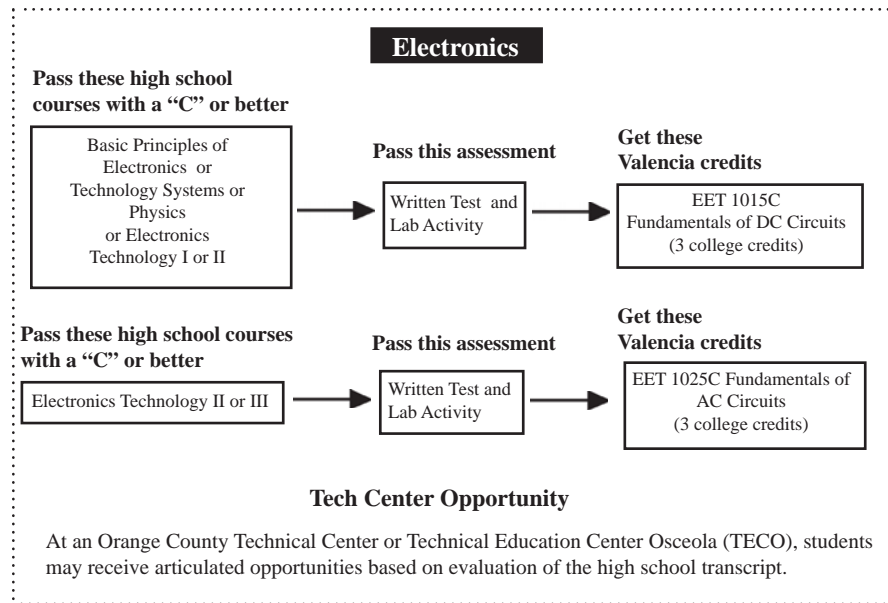 Electronics
Pass these high school
courses with a “C” or better
Basic Principles of
Electronics or
Technology Systems or
Physics
or Electronics
Technology I or II
Pass this assessment
Written Test and
Lab Activity
Get these
Valencia credits
EET 1015C
Fundamentals of DC Circuits
(3 college credits)
Pass these high school courses
with a “C” or better
Electronics Technology II or III
Pass this assessment
Written Test and
Lab Activity
Get these
Valencia credits
EET 1025C Fundamentals of
AC Circuits
(3 college credits)
Tech Center Opportunity
At an Orange County Technical Center or Technical Education Center Osceola (TECO), students
may receive articulated opportunities based on evaluation of the high school transcript.